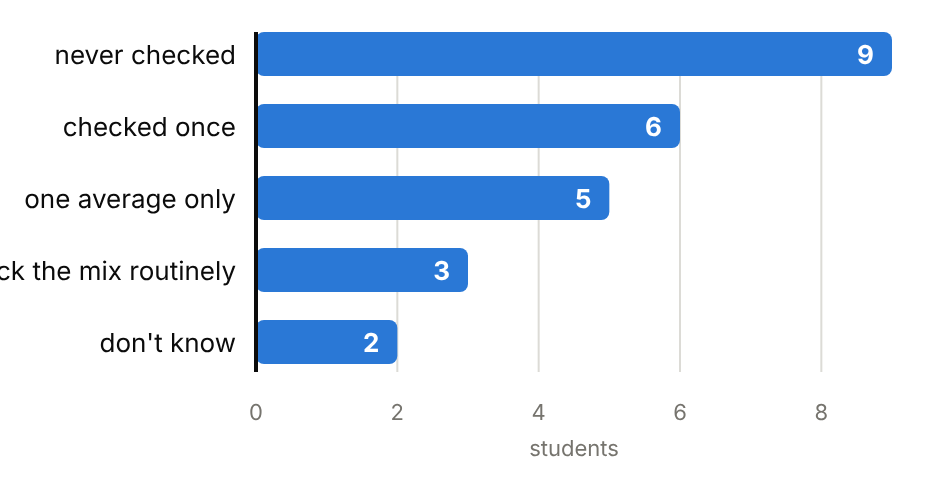 never checked
9
checked once
6
one average only
5
the mix routinely
3
don't know
2
0 2 4 6 8
students